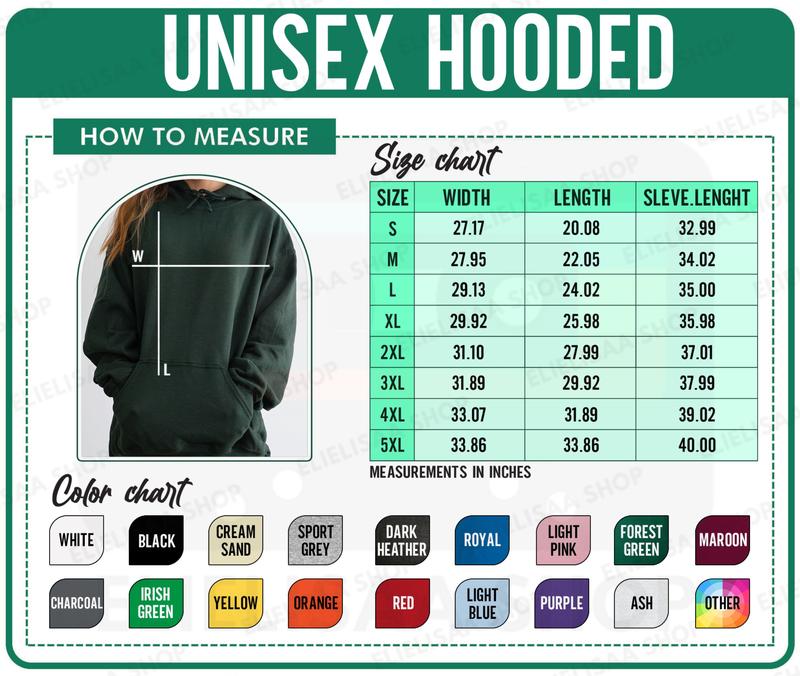 UNISEX HOODED
HOW TO MEASURE
W
L
Size chart
SIZE WIDTH LENGTH SLEVE.LENGHT
S 27.17 20.08 32.99
M 27.95 22.05 34.02
L 29.13 24.02 35.00
XL 29.92 25.98 35.98
2XL 31.10 27.99 37.01
3XL 31.89 29.92 37.99
4XL 33.07 31.89 39.02
5XL 33.86 33.86 40.00
MEASUREMENTS IN INCHES
Color chart
WHITE
BLACK
CREAM
SAND
SPORT
GREY
DARK
HEATHER
ROYAL
LIGHT
PINK
FOREST
GREEN
MAROON
CHARCOAL
IRISH
GREEN
YELLOW
ORANGE
RED
LIGHT
BLUE
PURPLE
ASH
OTHER
ELIELISAA SHOP